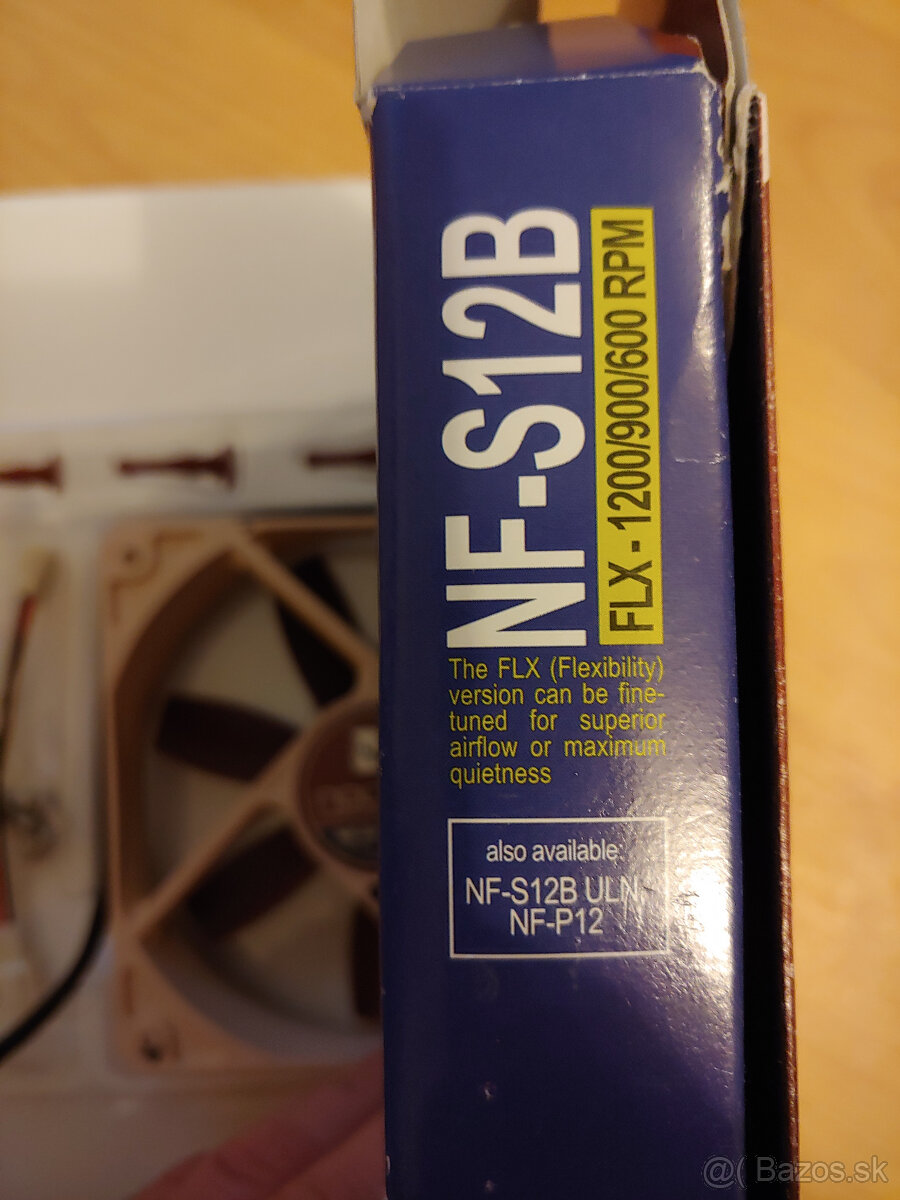 NF-S12B
FLX - 1200/900/600 RPM
The FLX (Flexibility)
version can be fine-
tuned for superior
airflow or maximum
quietness
also available:
NF-S12B ULN,
NF-P12
@( Bazos.sk